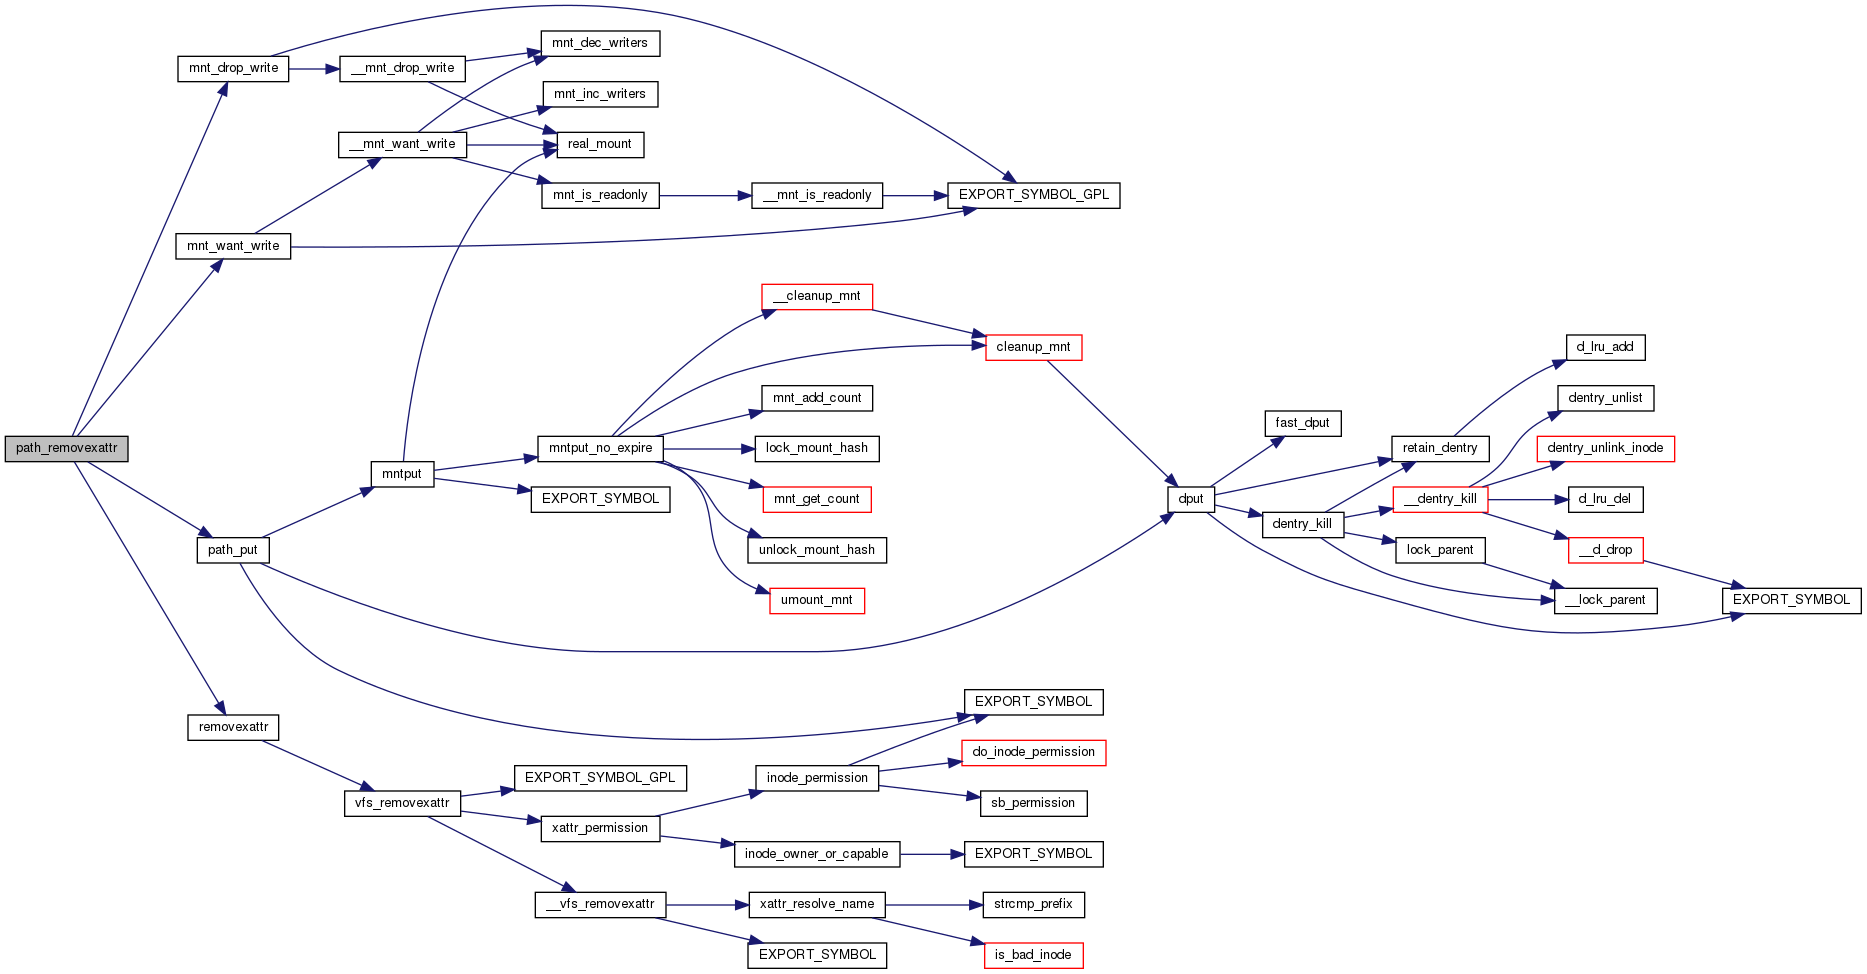 mnt_dec_writers
mnt_drop_write
__mnt_drop_write
mnt_inc_writers
__mnt_want_write
real_mount
mnt_is_readonly
__mnt_is_readonly
EXPORT_SYMBOL_GPL
mnt_want_write
__cleanup_mnt
cleanup_mnt
d_lru_add
mnt_add_count
dentry_unlist
fast_dput
path_removexattr
mntput_no_expire
lock_mount_hash
retain_dentry
dentry_unlink_inode
mntput
EXPORT_SYMBOL
mnt_get_count
dput
__dentry_kill
d_lru_del
dentry_kill
path_put
unlock_mount_hash
lock_parent
__d_drop
umount_mnt
__lock_parent
EXPORT_SYMBOL
EXPORT_SYMBOL
removexattr
do_inode_permission
EXPORT_SYMBOL_GPL
inode_permission
vfs_removexattr
sb_permission
xattr_permission
inode_owner_or_capable
EXPORT_SYMBOL
__vfs_removexattr
xattr_resolve_name
strcmp_prefix
EXPORT_SYMBOL
is_bad_inode